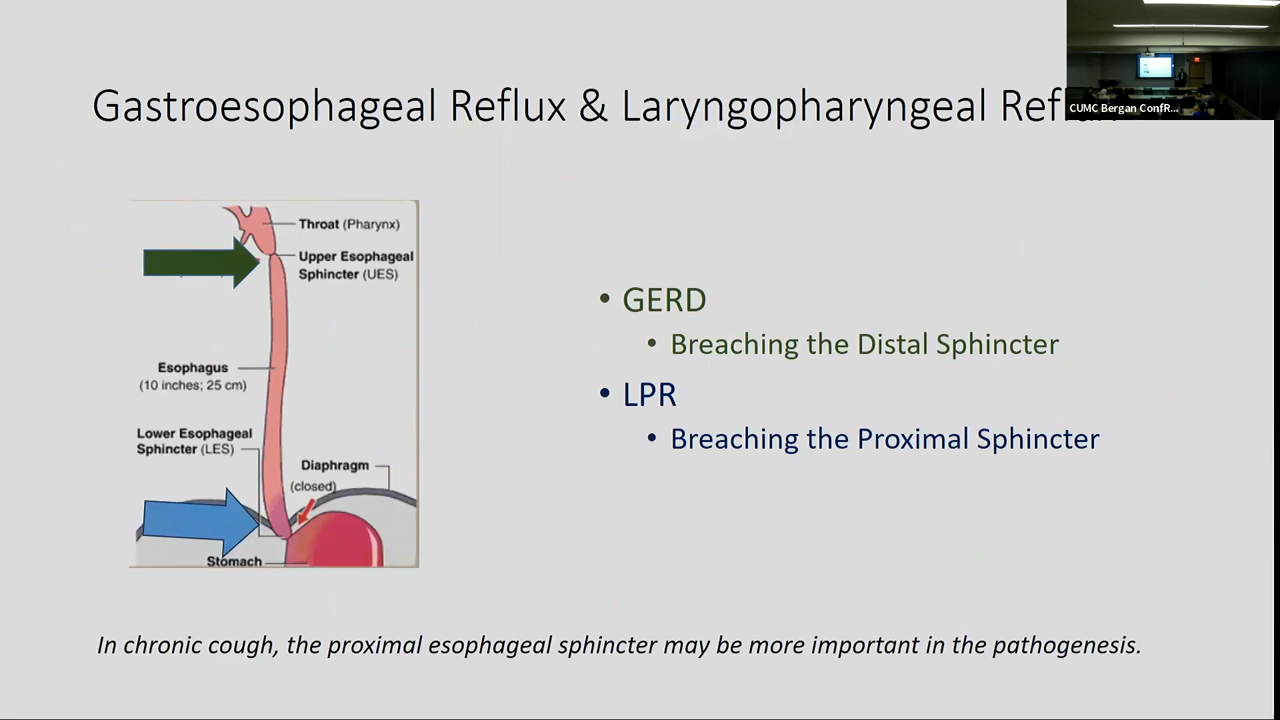 CUMC Bergan ConfR...
Gastroesophageal Reflux & Laryngopharyngeal
Throat (Pharynx)
Upper Esophageal
Sphincter (UES)
Esophagus
(10 inches; 25 cm)
Lower Esophageal
Sphincter (LES)
Diaphragm
(closed)
Stomach
• GERD
• Breaching the Distal Sphincter
• LPR
• Breaching the Proximal Sphincter
In chronic cough, the proximal esophageal sphincter may be more important in the pathogenesis.